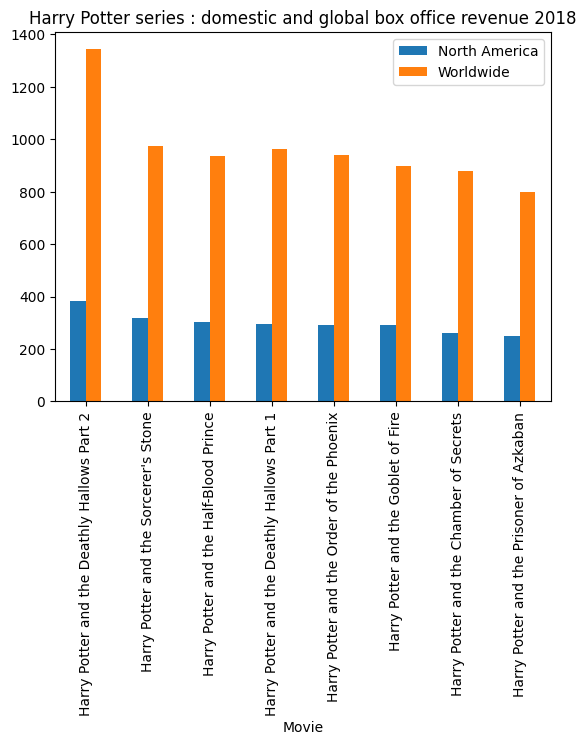 Harry Potter series : domestic and global box office revenue 2018
North America
Worldwide
1400
1200
1000
800
600
400
200
0
Harry Potter and the Deathly Hallows Part 2
Harry Potter and the Sorcerer's Stone
Harry Potter and the Half-Blood Prince
Harry Potter and the Deathly Hallows Part 1
Harry Potter and the Order of the Phoenix
Harry Potter and the Goblet of Fire
Harry Potter and the Chamber of Secrets
Harry Potter and the Prisoner of Azkaban
Movie